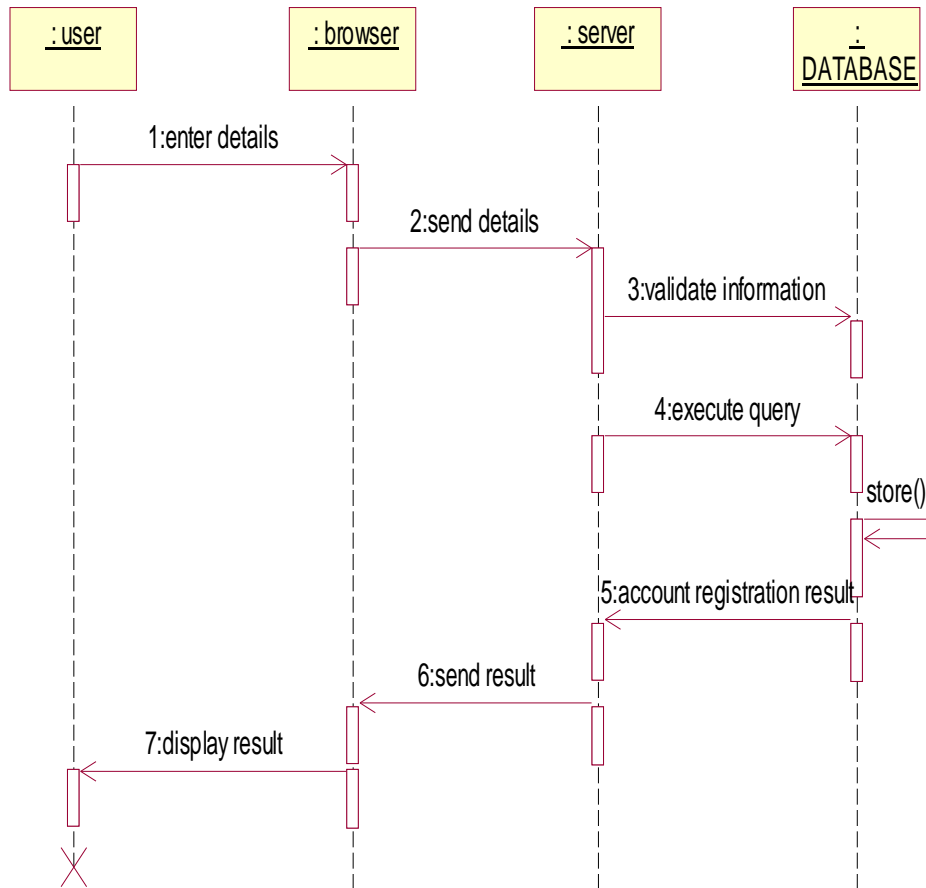 : user
: browser
: server
:
DATABASE
1:enter details
2:send details
3:validate information
4:execute query
store()
5:account registration result
6:send result
7:display result